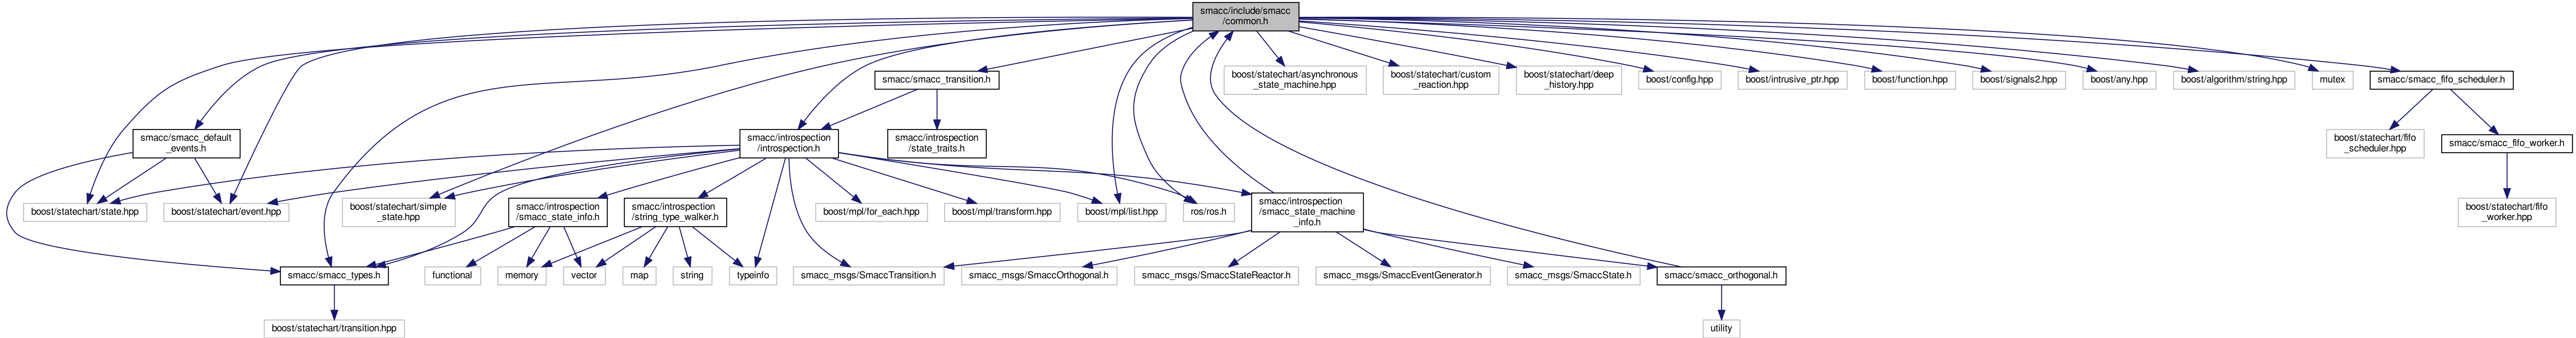 smacc/include/smacc
/common.h
smacc/smacc_transition.h
boost/statechart/asynchronous
_state_machine.hpp
boost/statechart/custom
_reaction.hpp
boost/statechart/deep
_history.hpp
boost/config.hpp
boost/intrusive_ptr.hpp
boost/function.hpp
boost/signals2.hpp
boost/any.hpp
boost/algorithm/string.hpp
mutex
smacc/smacc_fifo_scheduler.h
smacc/smacc_default
_events.h
smacc/introspection
/introspection.h
smacc/introspection
/state_traits.h
boost/statechart/fifo
_scheduler.hpp
smacc/smacc_fifo_worker.h
boost/statechart/state.hpp
boost/statechart/event.hpp
boost/statechart/simple
_state.hpp
smacc/introspection
/smacc_state_info.h
smacc/introspection
/string_type_walker.h
boost/mpl/for_each.hpp
boost/mpl/transform.hpp
boost/mpl/list.hpp
ros/ros.h
smacc/introspection
/smacc_state_machine
_info.h
boost/statechart/fifo
_worker.hpp
smacc/smacc_types.h
functional
memory
vector
map
string
typeinfo
smacc_msgs/SmaccTransition.h
smacc_msgs/SmaccOrthogonal.h
smacc_msgs/SmaccStateReactor.h
smacc_msgs/SmaccEventGenerator.h
smacc_msgs/SmaccState.h
smacc/smacc_orthogonal.h
boost/statechart/transition.hpp
utility